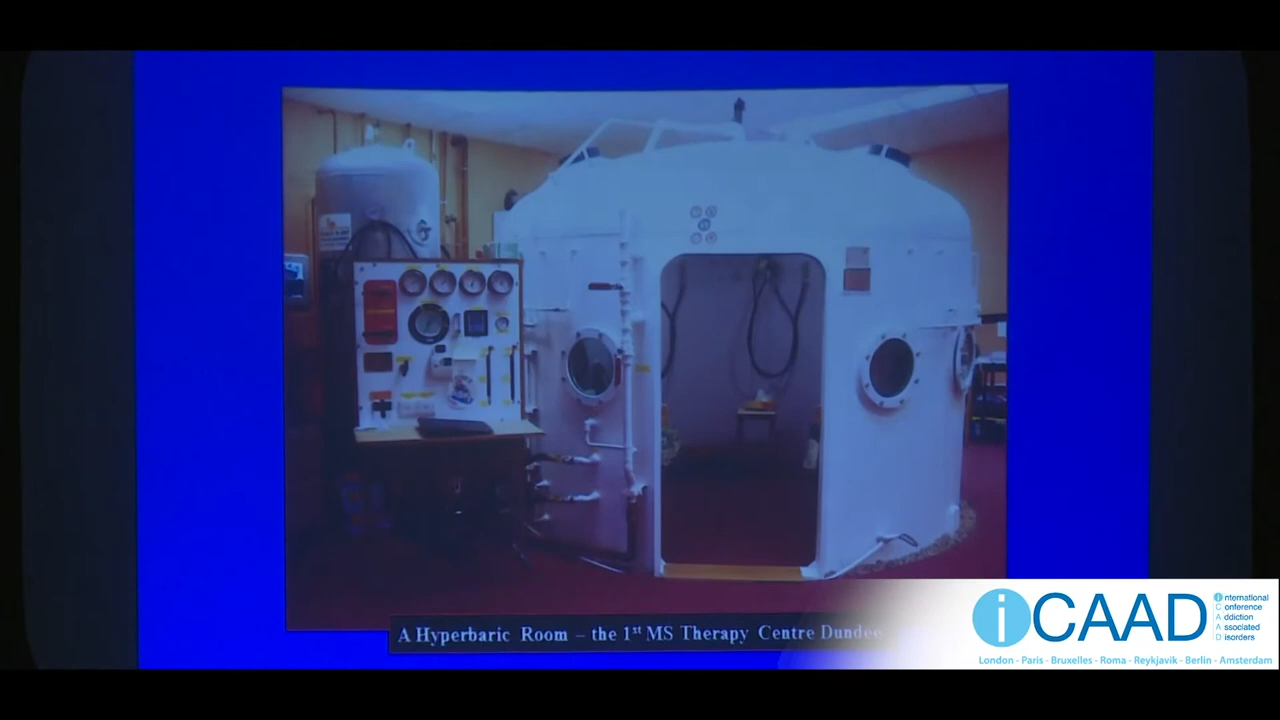 A Hyperbaric Room – the 1st MS Therapy Centre Dundee
iCAAD
international
Conference
Addiction
Associated
Disorders
London - Paris - Bruxelles - Roma - Reykjavik - Berlin - Amsterdam